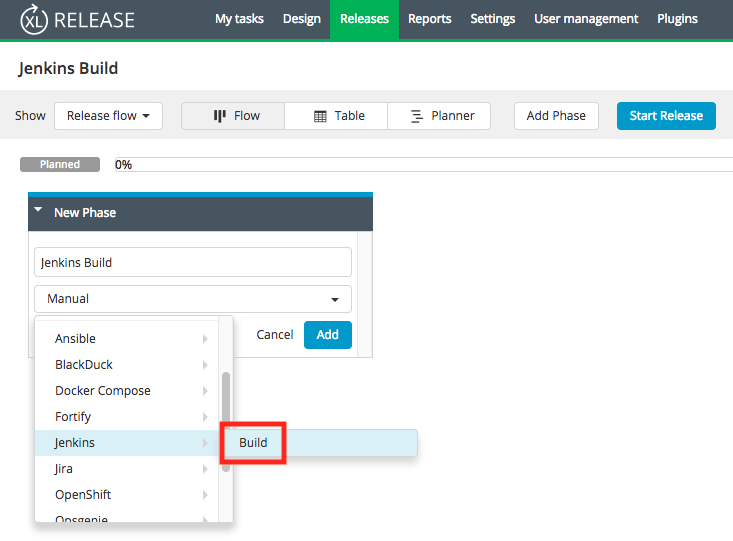 XL RELEASE My tasks Design Releases Reports Settings User management Plugins
Jenkins Build
Show Release flow Flow Table Planner Add Phase Start Release
Planned 0%
New Phase
Jenkins Build
Manual
Cancel Add
Ansible
BlackDuck
Docker Compose
Fortify
Jenkins Build
Jira
OpenShift
Opsgenie